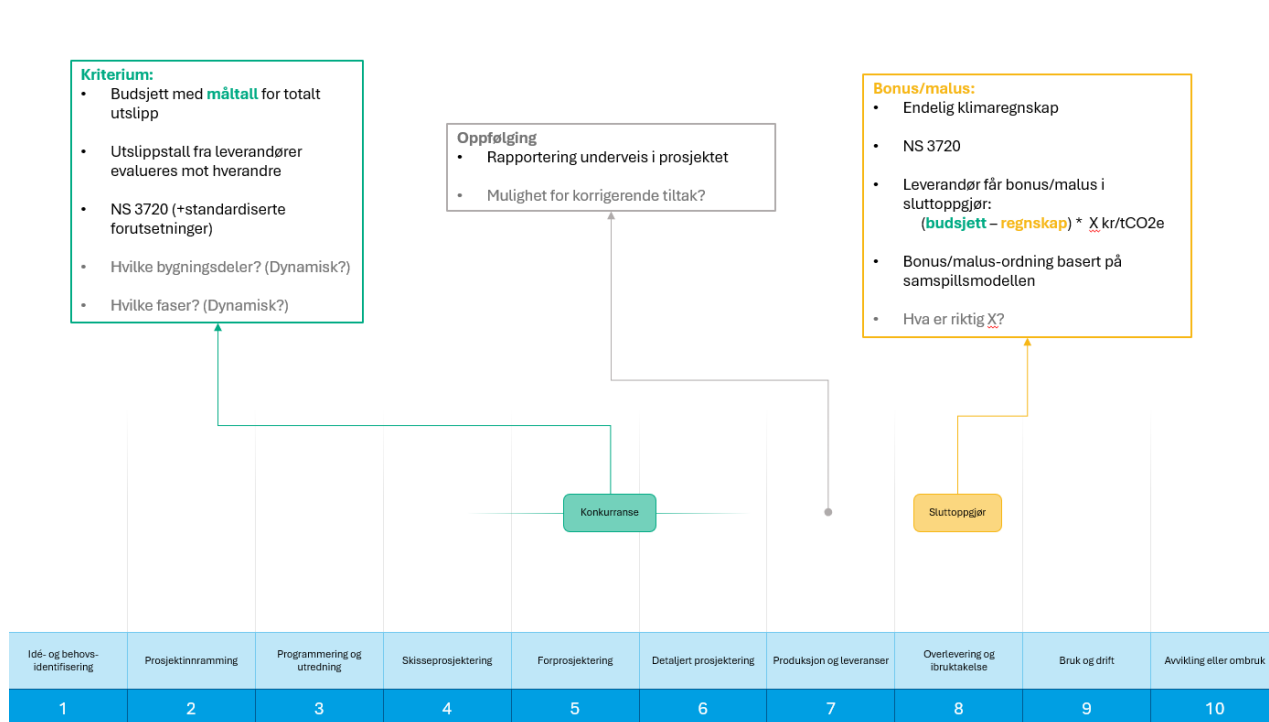 Kriterium:
• Budsjett med måltall for totalt
utslipp
• Utslippstall fra leverandører
evalueres mot hverandre
• NS 3720 (+standardiserte
forutsetninger)
• Hvilke bygningsdeler? (Dynamisk?)
• Hvilke faser? (Dynamisk?)
Oppfølging
• Rapportering underveis i prosjektet
• Mulighet for korrigerende tiltak?
Bonus/malus:
• Endelig klimaregnskap
• NS 3720
• Leverandør får bonus/malus i
sluttoppgjør:
(budsjett – regnskap) * X kr/tCO2e
• Bonus/malus-ordning basert på
samspillsmodellen
• Hva er riktig X?
Konkurranse
Sluttoppgjør
Idé- og behovs-
identifisering
Prosjektinnramming
Programmering og
utredning
Skisseprosjektering
Forprosjektering
Detaljert prosjektering
Produksjon og leveranser
Overlevering og
ibruktakelse
Bruk og drift
Avvikling eller ombruk
1
2
3
4
5
6
7
8
9
10